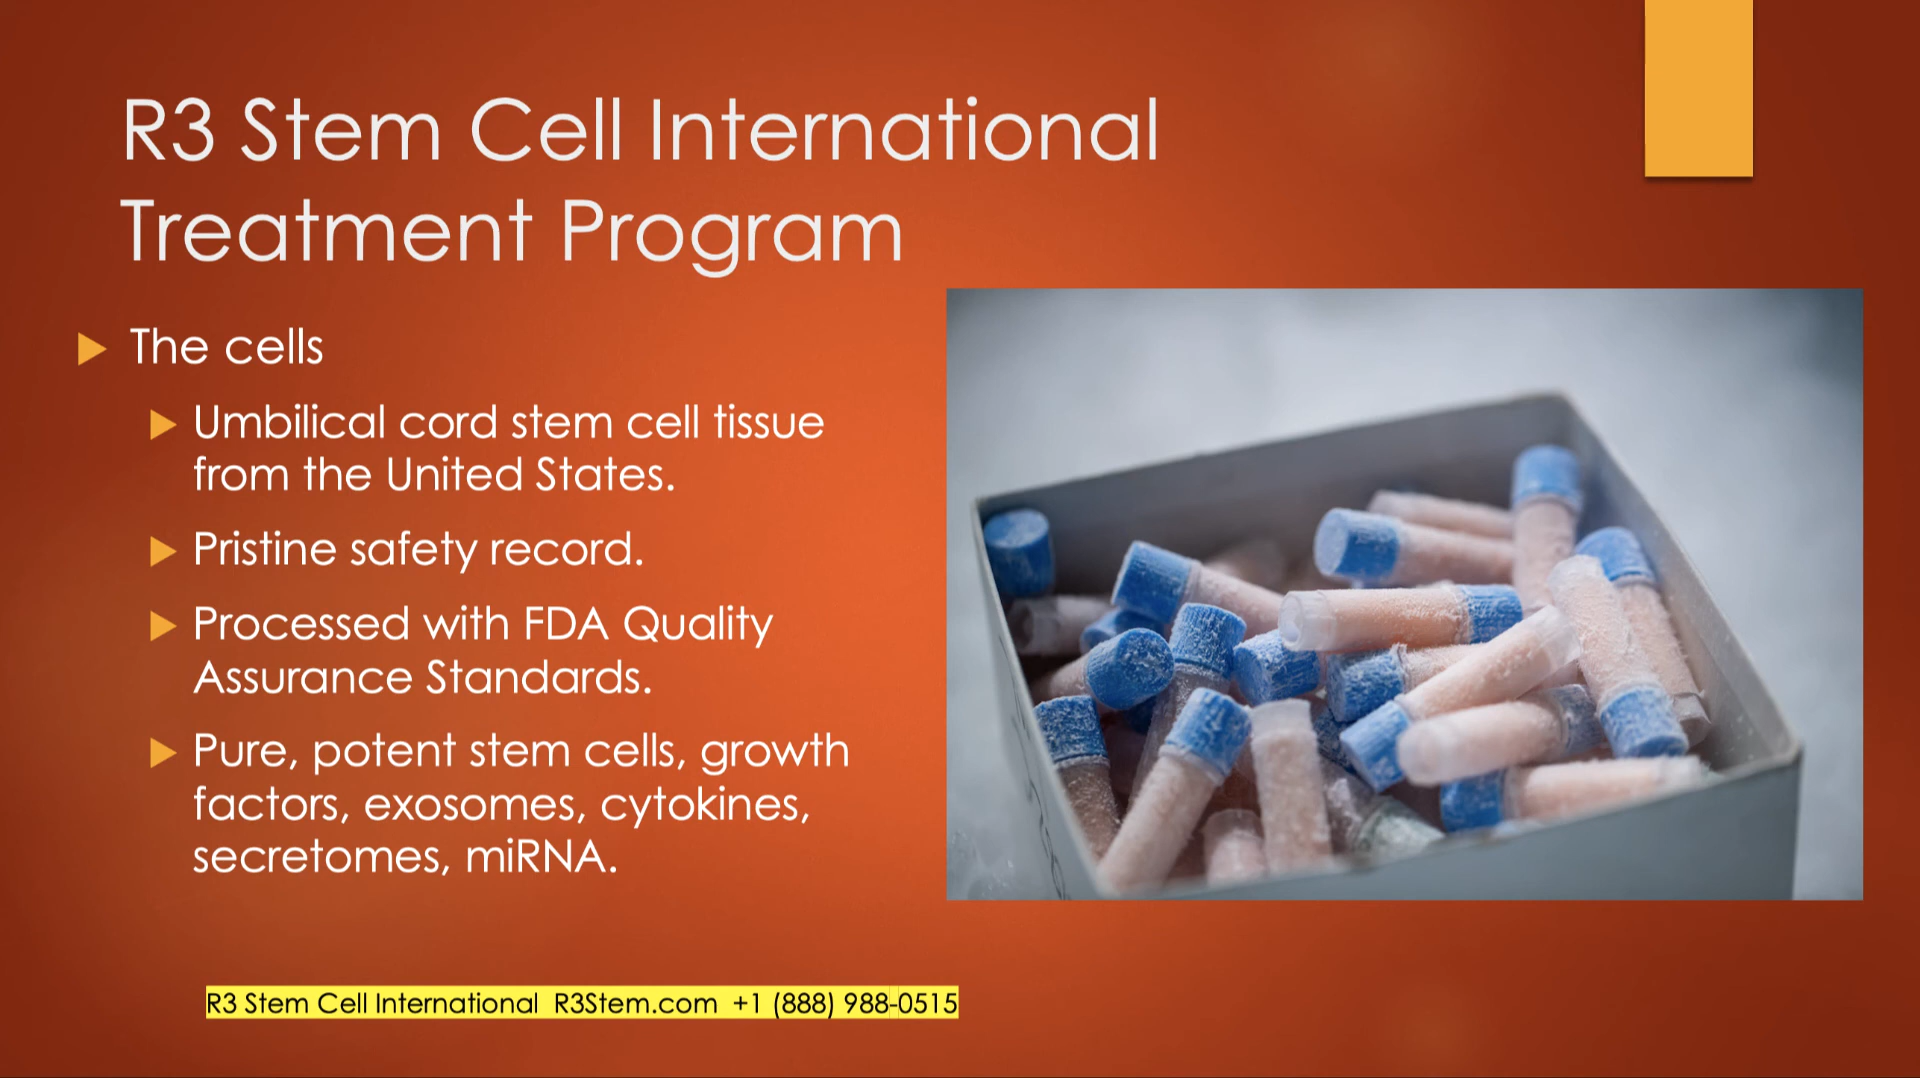 R3 Stem Cell International
Treatment Program
The cells
Umbilical cord stem cell tissue
from the United States.
Pristine safety record.
Processed with FDA Quality
Assurance Standards.
Pure, potent stem cells, growth
factors, exosomes, cytokines,
secretomes, miRNA.
R3 Stem Cell International  R3Stem.com  +1 (888) 988-0515